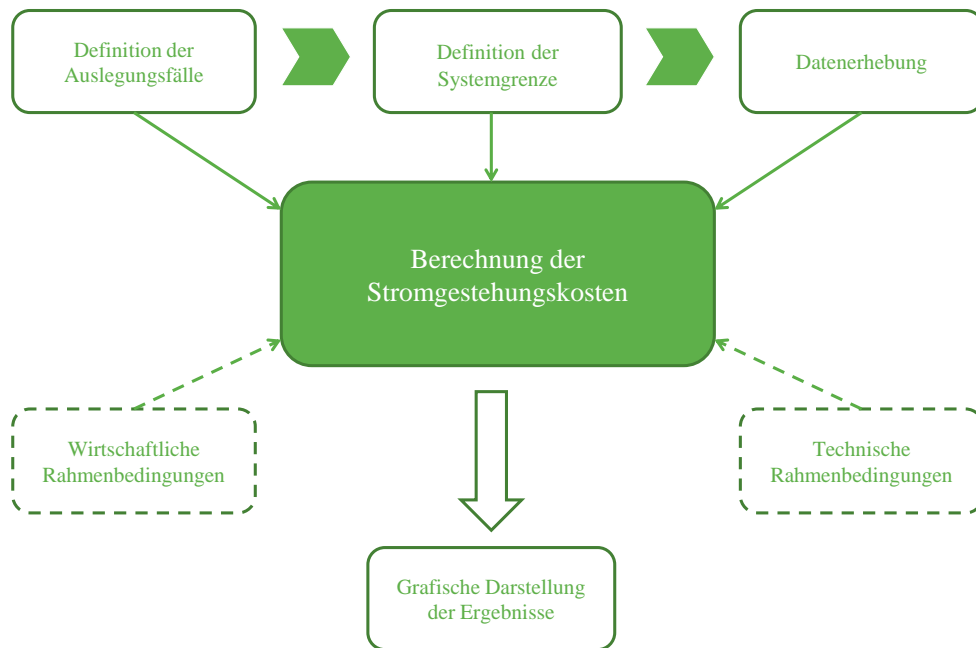 Definition der
Auslegungsfälle
Definition der
Systemgrenze
Datenerhebung
Berechnung der
Stromgestehungskosten
Wirtschaftliche
Rahmenbedingungen
Technische
Rahmenbedingungen
Grafische Darstellung
der Ergebnisse